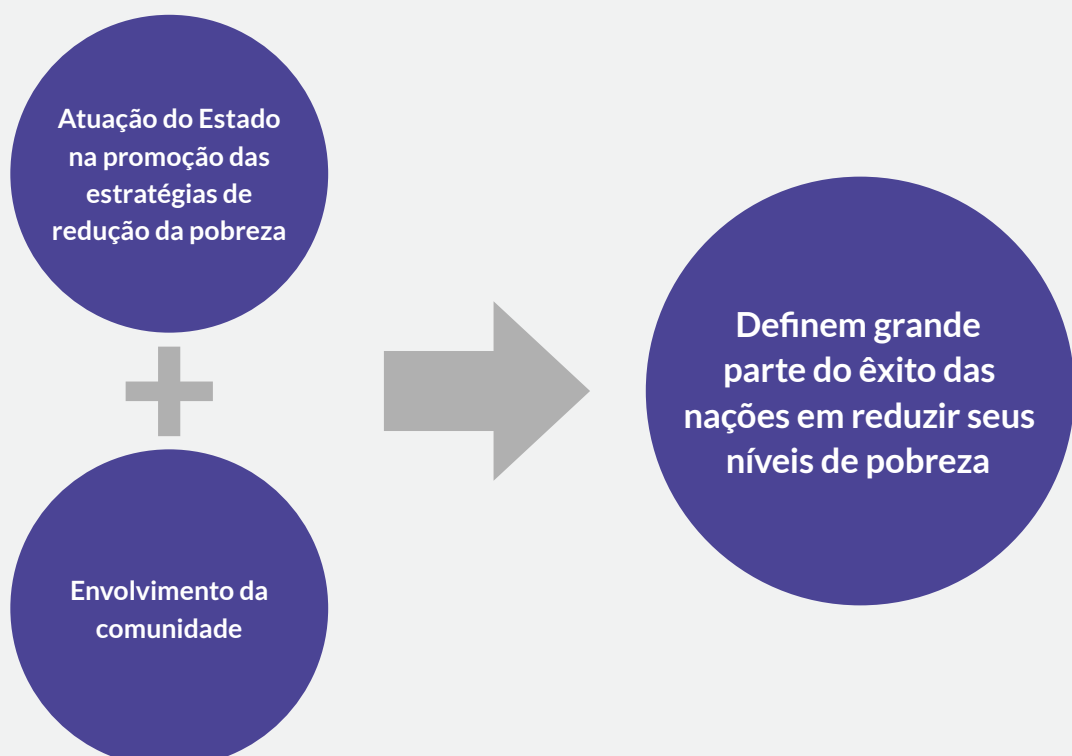 Atuação do Estado
na promoção das
estratégias de
redução da pobreza
Envolvimento da
comunidade
Definem grande
parte do êxito das
nações em reduzir seus
níveis de pobreza